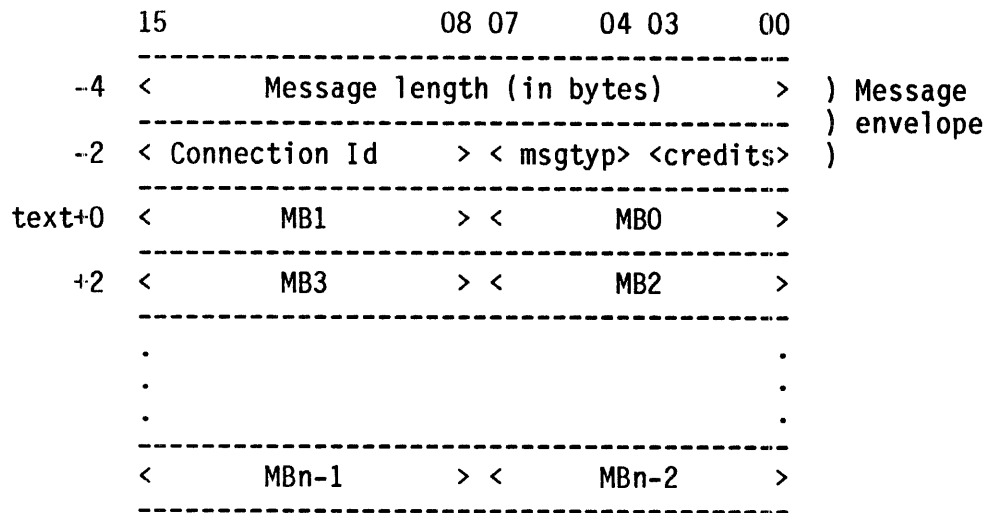 15 08 07 04 03 00
-4 < Message length (in bytes) > ) Message
) envelope
-2 < Connection Id > < msgtyp> <credits> )
text+0 < MB1 > < MB0 >
+2 < MB3 > < MB2 >
. .
. .
. .
< MBn-1 > < MBn-2 >